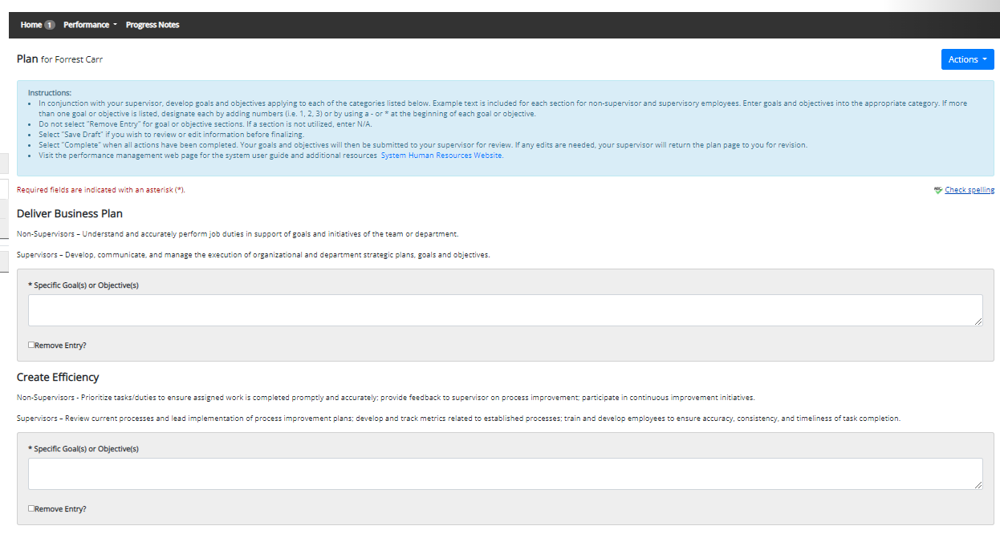 Home 1 Performance Progress Notes
Plan for Forrest Carr
Actions
Instructions:
• In conjunction with your supervisor, develop goals and objectives applying to each of the categories listed below. Example text is included for each section for non-supervisor and supervisory employees. Enter goals and objectives into the appropriate category. If more
than one goal or objective is listed, designate each by adding numbers (i.e. 1, 2, 3) or by using a - or * at the beginning of each goal or objective.
• Do not select "Remove Entry" for goal or objective sections. If a section is not utilized, enter N/A.
• Select "Save Draft" if you wish to review or edit information before finalizing.
• Select "Complete" when all actions have been completed. Your goals and objectives will then be submitted to your supervisor for review. If any edits are needed, your supervisor will return the plan page to you for revision.
• Visit the performance management web page for the system user guide and additional resources System Human Resources Website.
Required fields are indicated with an asterisk (*).
ABC Check spelling
Deliver Business Plan
Non-Supervisors – Understand and accurately perform job duties in support of goals and initiatives of the team or department.
Supervisors – Develop, communicate, and manage the execution of organizational and department strategic plans, goals and objectives.
* Specific Goal(s) or Objective(s)
Remove Entry?
Create Efficiency
Non-Supervisors - Prioritize tasks/duties to ensure assigned work is completed promptly and accurately; provide feedback to supervisor on process improvement; participate in continuous improvement initiatives.
Supervisors – Review current processes and lead implementation of process improvement plans; develop and track metrics related to established processes; train and develop employees to ensure accuracy, consistency, and timeliness of task completion.
* Specific Goal(s) or Objective(s)
Remove Entry?